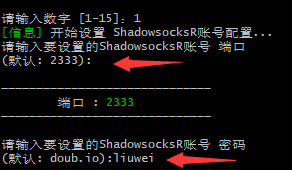 请输入数字 [1-15]：1
[信息] 开始设置 ShadowsocksR账号配置...
请输入要设置的ShadowsocksR账号 端口
(默认: 2333):
端口 : 2333
请输入要设置的ShadowsocksR账号 密码
(默认: doub.io):liuwei